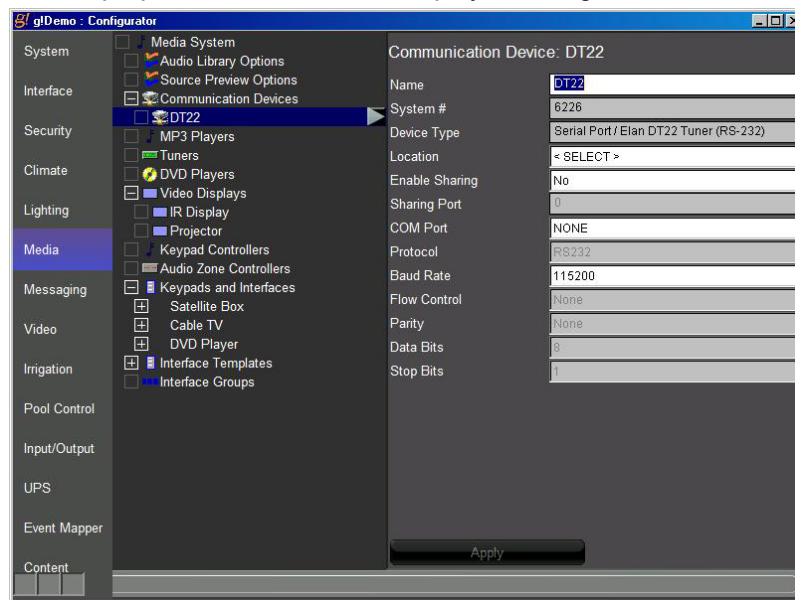 g! g!Demo : Configurator
System
Interface
Security
Climate
Lighting
Media
Messaging
Video
Irrigation
Pool Control
Input/Output
UPS
Event Mapper
Content
Media System
Audio Library Options
Source Preview Options
Communication Devices
DT22
MP3 Players
Tuners
DVD Players
Video Displays
IR Display
Projector
Keypad Controllers
Audio Zone Controllers
Keypads and Interfaces
Satellite Box
Cable TV
DVD Player
Interface Templates
Interface Groups
Communication Device: DT22
Name DT22
System # 6226
Device Type Serial Port / Elan DT22 Tuner (RS-232)
Location < SELECT >
Enable Sharing No
Sharing Port 0
COM Port NONE
Protocol RS232
Baud Rate 115200
Flow Control None
Parity None
Data Bits 8
Stop Bits 1
Apply